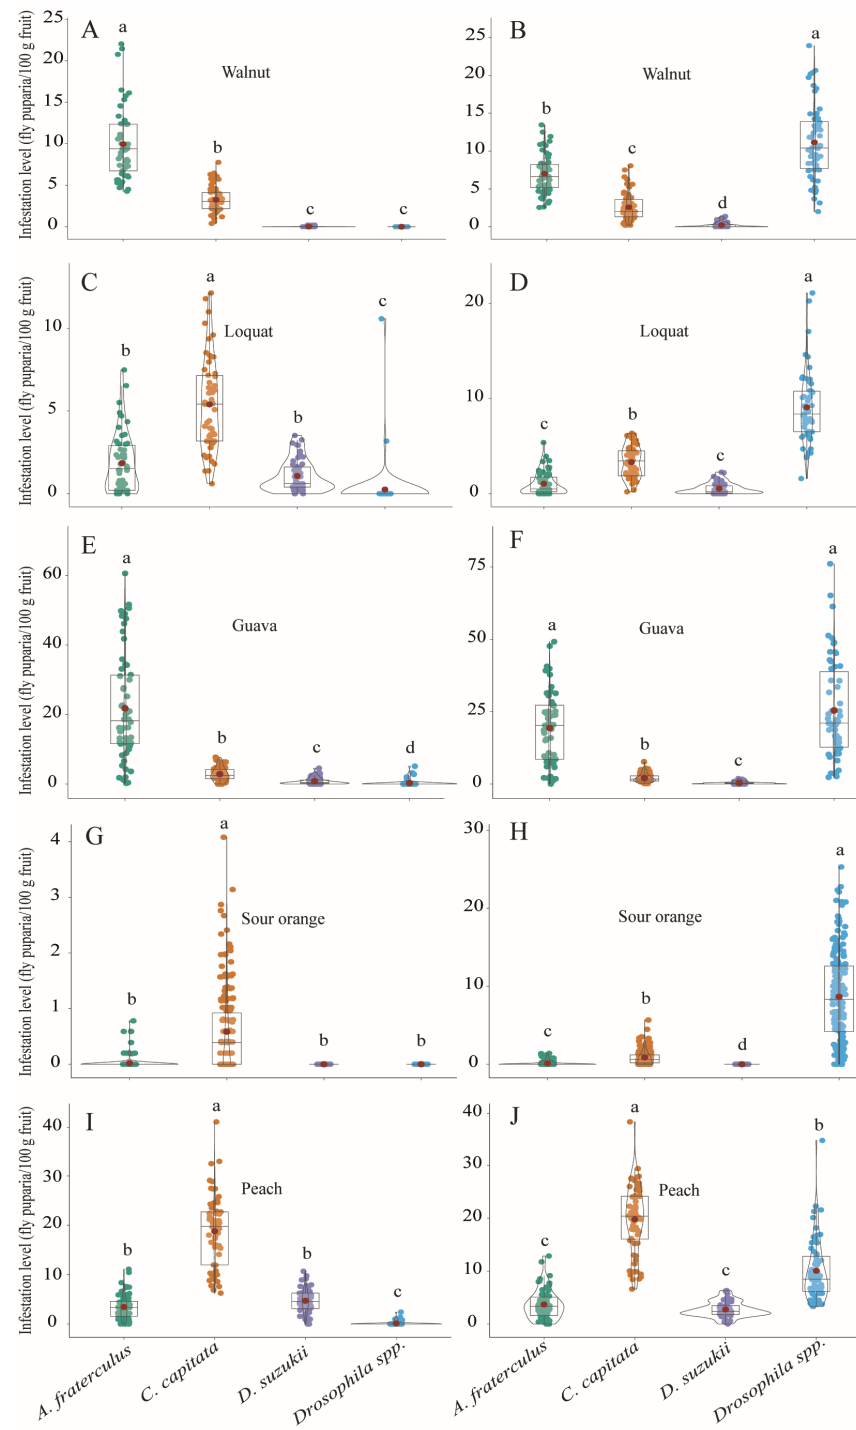 A
Walnut
a
b
c
c
25
20
15
10
5
0
Infestation level (fly puparia/100 g fruit)
B
Walnut
b
c
d
a
25
20
15
10
5
0
C
Loquat
b
a
b
c
10
5
0
Infestation level (fly puparia/100 g fruit)
D
Loquat
c
b
c
a
20
10
0
E
Guava
a
b
c
d
60
40
20
0
Infestation level (fly puparia/100 g fruit)
F
Guava
a
b
c
a
75
50
25
0
G
Sour orange
b
a
b
b
4
3
2
1
0
Infestation level (fly puparia/100 g fruit)
H
Sour orange
c
b
d
a
30
20
10
0
I
Peach
b
a
b
c
40
30
20
10
0
Infestation level (fly puparia/100 g fruit)
J
Peach
c
a
c
b
40
30
20
10
0
A. fraterculus
C. capitata
D. suzukii
Drosophila spp.
A. fraterculus
C. capitata
D. suzukii
Drosophila spp.